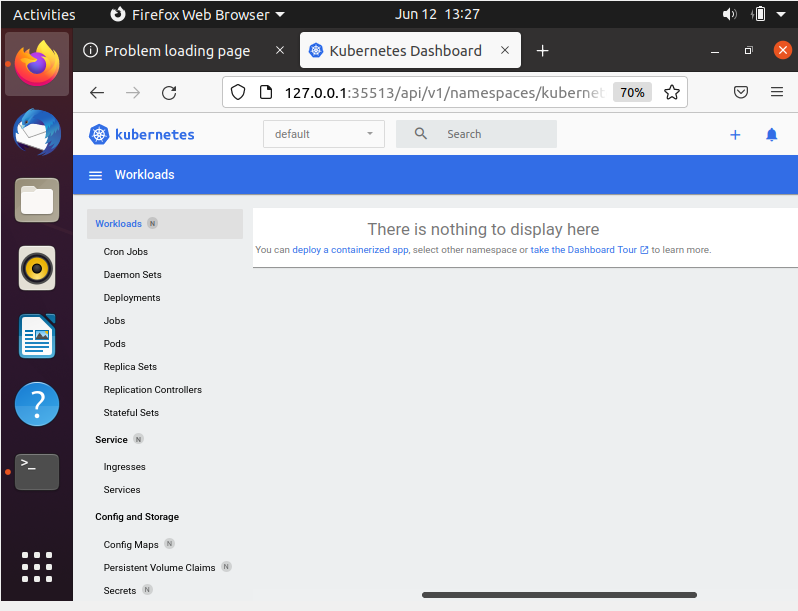 Activities Firefox Web Browser Jun 12 13:27
Problem loading page Kubernetes Dashboard
127.0.0.1:35513/api/v1/namespaces/kubernet 70%
kubernetes default Search
Workloads
Workloads N
Cron Jobs
Daemon Sets
Deployments
Jobs
Pods
Replica Sets
Replication Controllers
Stateful Sets
Service N
Ingresses
Services
Config and Storage
Config Maps N
Persistent Volume Claims N
Secrets N
There is nothing to display here
You can deploy a containerized app, select other namespace or take the Dashboard Tour to learn more.